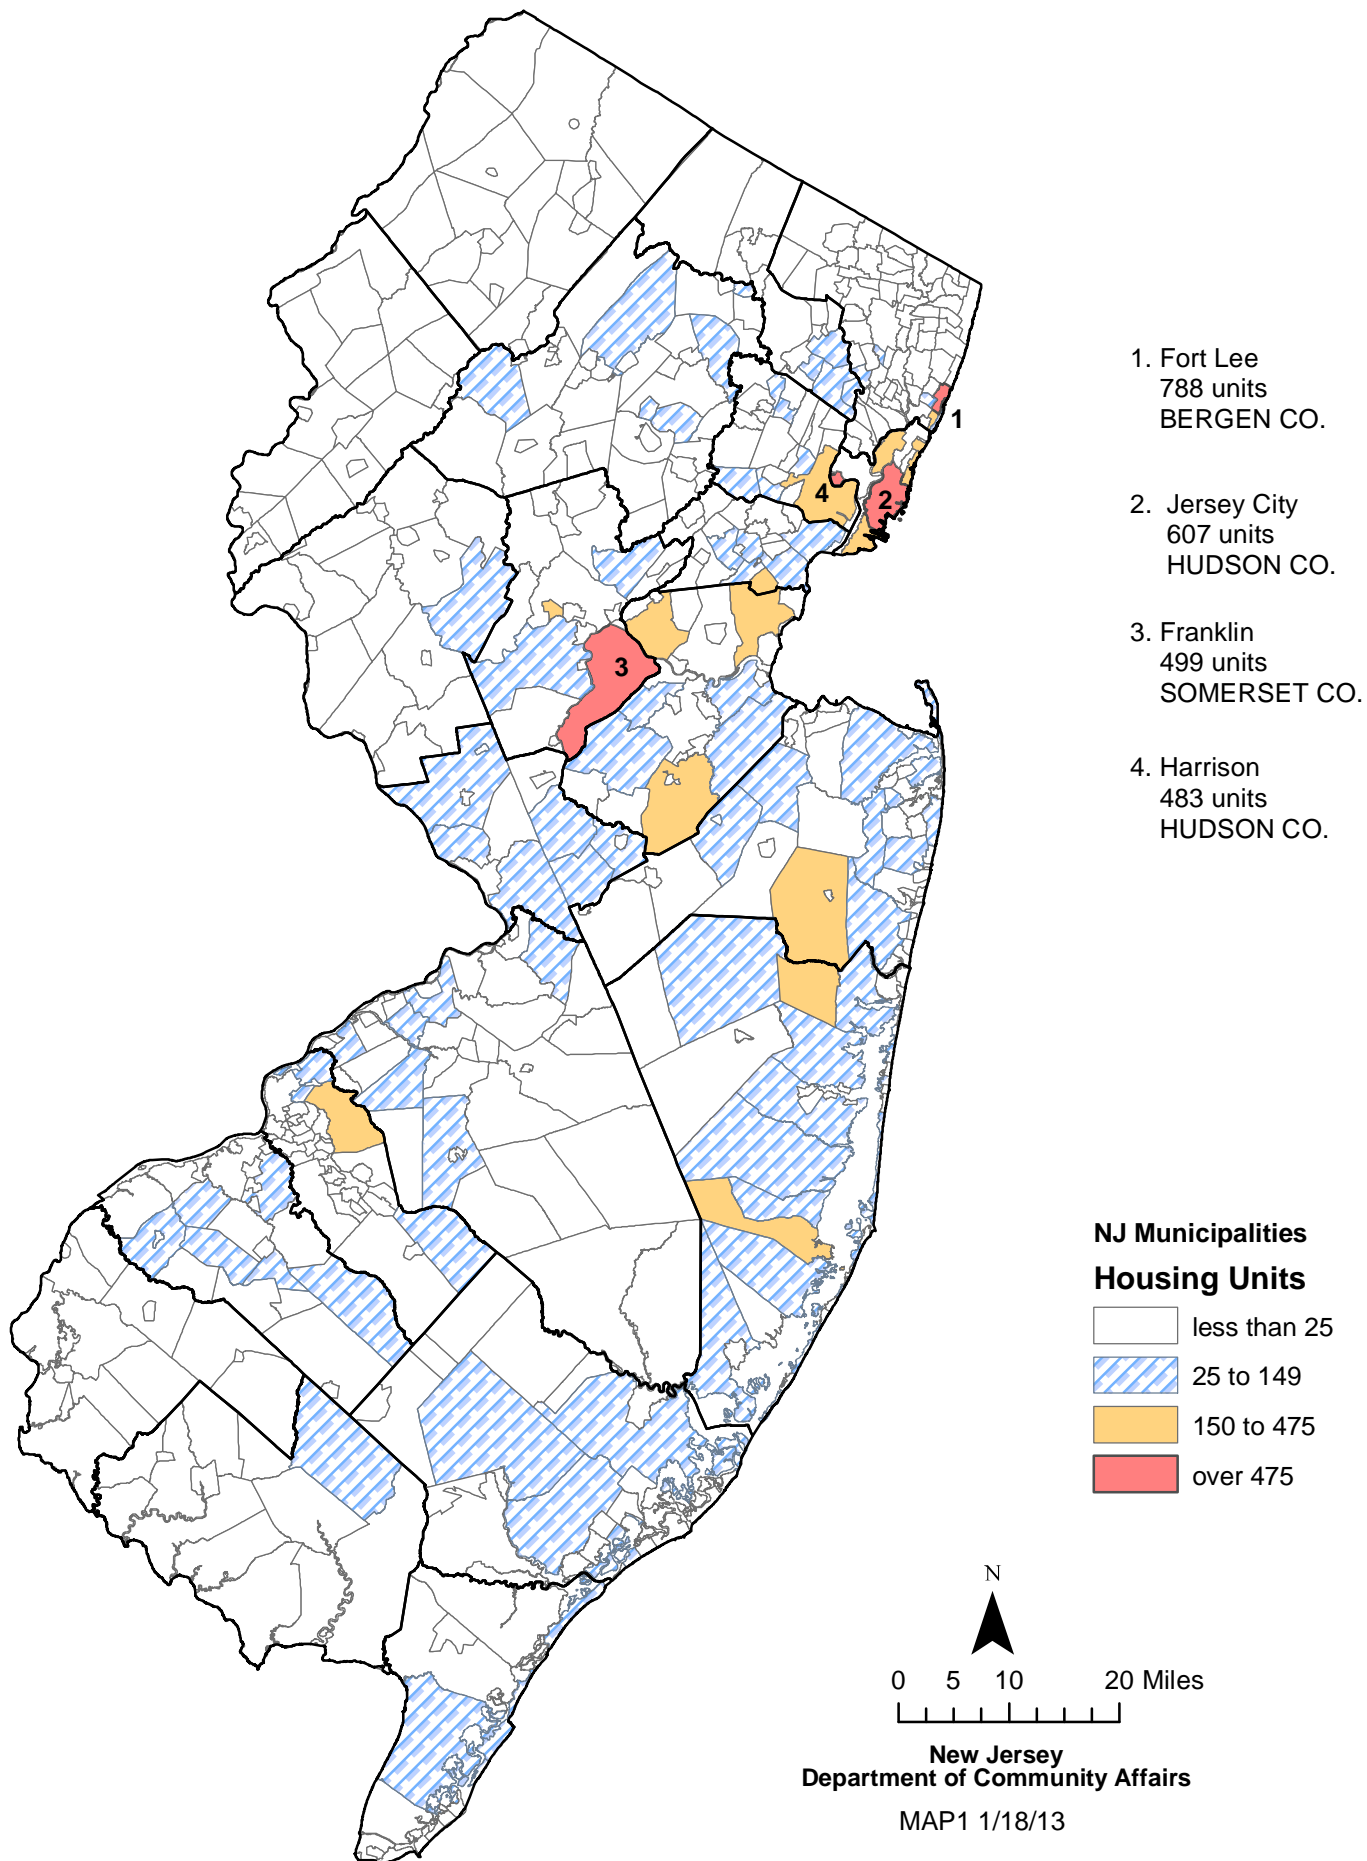 1. Fort Lee
788 units
BERGEN CO.
1
2. Jersey City
607 units
HUDSON CO.
4
2
3. Franklin
499 units
SOMERSET CO.
3
4. Harrison
483 units
HUDSON CO.
NJ Municipalities
Housing Units
less than 25
25 to 149
150 to 475
over 475
N
0 5 10 20 Miles
New Jersey
Department of Community Affairs
MAP1 1/18/13